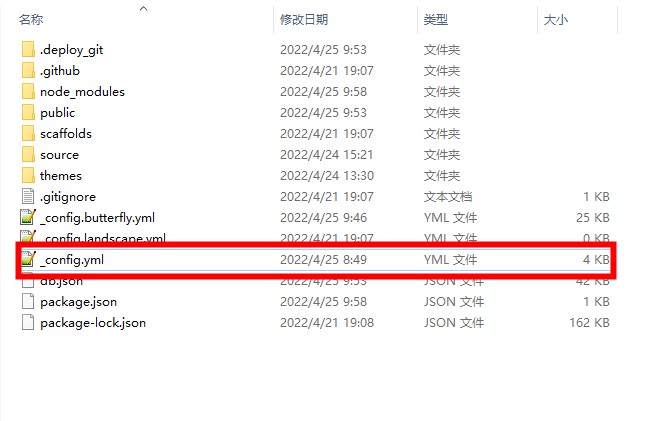 名称 修改日期 类型 大小
.deploy_git 2022/4/25 9:53 文件夹
.github 2022/4/21 19:07 文件夹
node_modules 2022/4/25 9:58 文件夹
public 2022/4/25 9:53 文件夹
scaffolds 2022/4/21 19:07 文件夹
source 2022/4/24 15:21 文件夹
themes 2022/4/24 13:30 文件夹
.gitignore 2022/4/21 19:07 文本文档 1 KB
_config.butterfly.yml 2022/4/25 9:46 YML 文件 25 KB
_config.landscape.yml 2022/4/21 19:07 YML 文件 0 KB
_config.yml 2022/4/25 8:49 YML 文件 4 KB
db.json 2022/4/25 9:53 JSON 文件 42 KB
package.json 2022/4/25 9:58 JSON 文件 1 KB
package-lock.json 2022/4/21 19:08 JSON 文件 162 KB